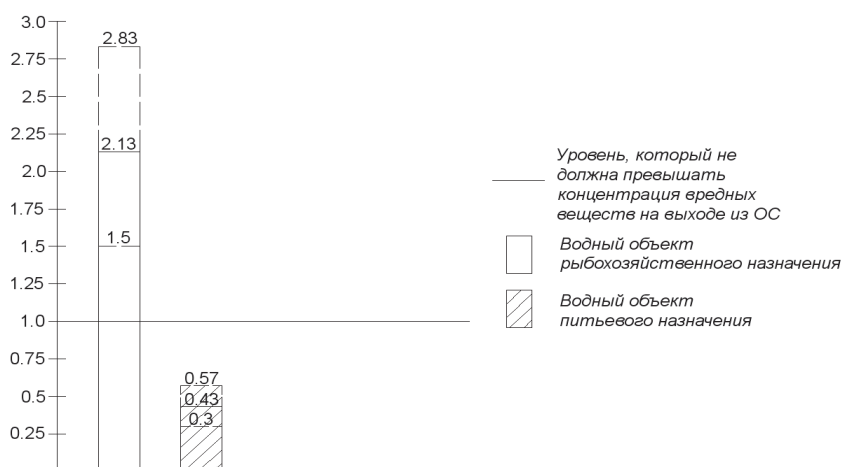 3.0
2.75
2.5
2.25
2.0
1.75
1.5
1.25
1.0
0.75
0.5
0.25
2.83
2.13
1.5
0.57
0.43
0.3
Уровень, который не
должна превышать
концентрация вредных
веществ на выходе из ОС
Водный объект
рыбохозяйственного назначения
Водный объект
питьевого назначения